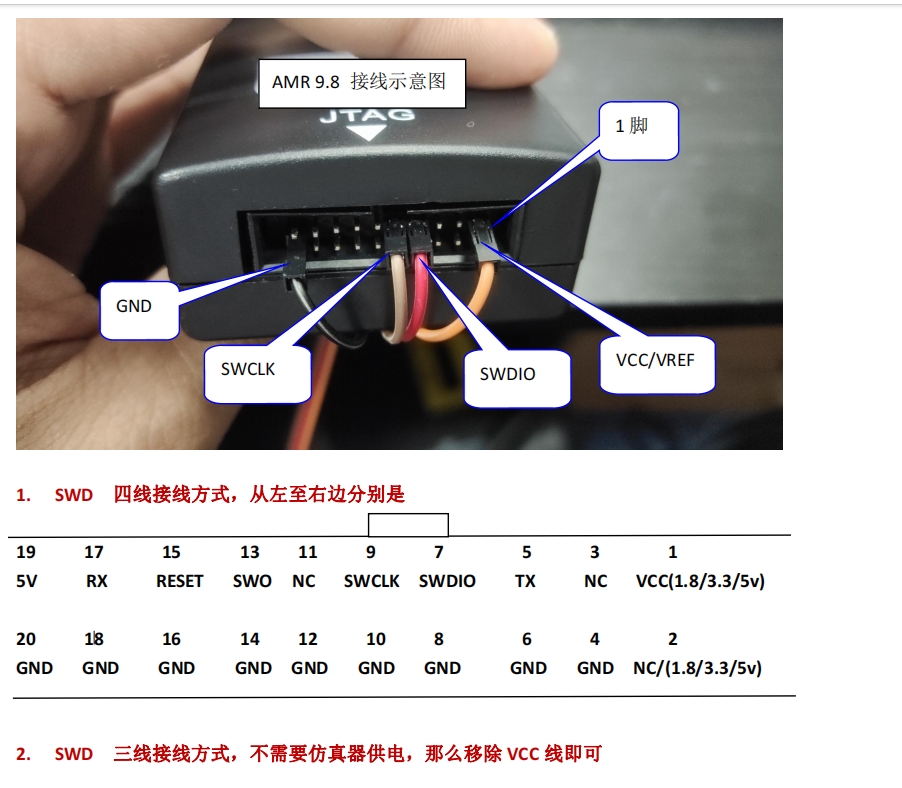 AMR 9.8 接线示意图
JTAG
1 脚
GND
SWCLK
SWDIO
VCC/VREF
1. SWD 四线接线方式，从左至右边分别是
19 17 15 13 11 9 7 5 3 1
5V RX RESET SWO NC SWCLK SWDIO TX NC VCC(1.8/3.3/5v)
20 18 16 14 12 10 8 6 4 2
GND GND GND GND GND GND GND GND GND NC/(1.8/3.3/5v)
2. SWD 三线接线方式，不需要仿真器供电，那么移除 VCC 线即可